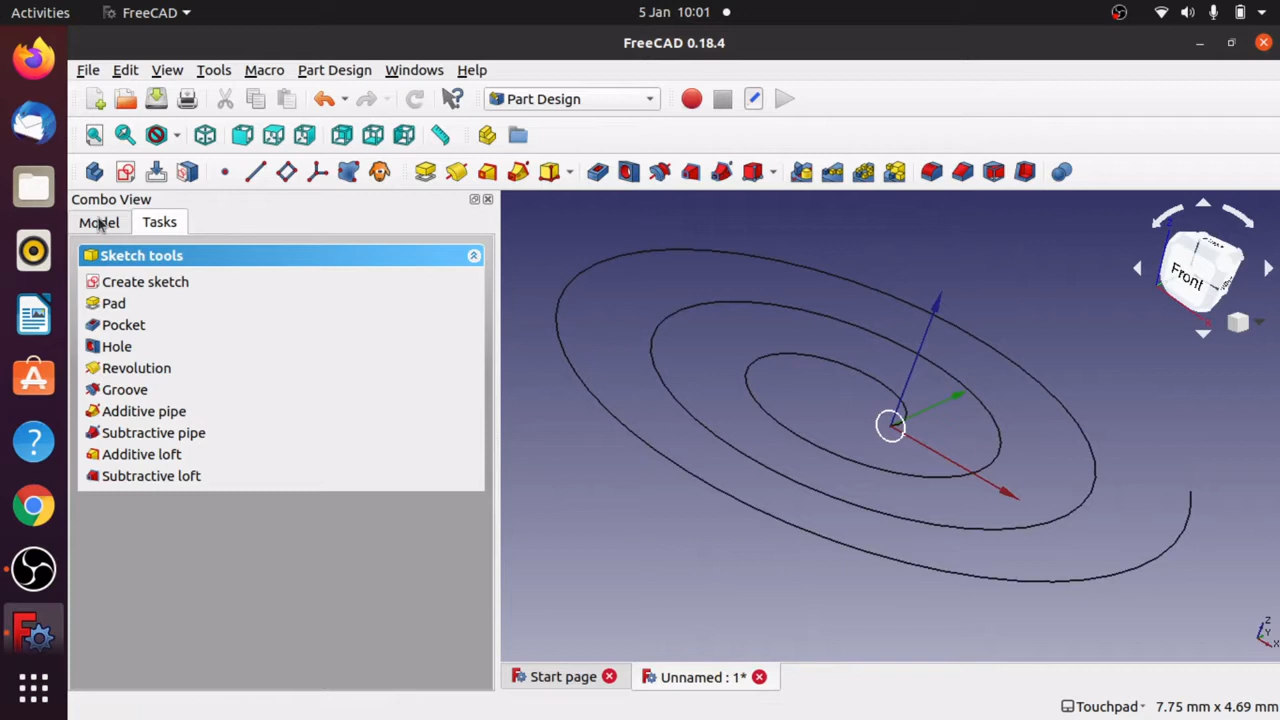 Activities FreeCAD 5 Jan 10:01
FreeCAD 0.18.4
File Edit View Tools Macro Part Design Windows Help
Part Design
Combo View
Model Tasks
Sketch tools
Create sketch
Pad
Pocket
Hole
Revolution
Groove
Additive pipe
Subtractive pipe
Additive loft
Subtractive loft
Front
Z
Y
X
Start page Unnamed : 1*
Touchpad 7.75 mm x 4.69 mm